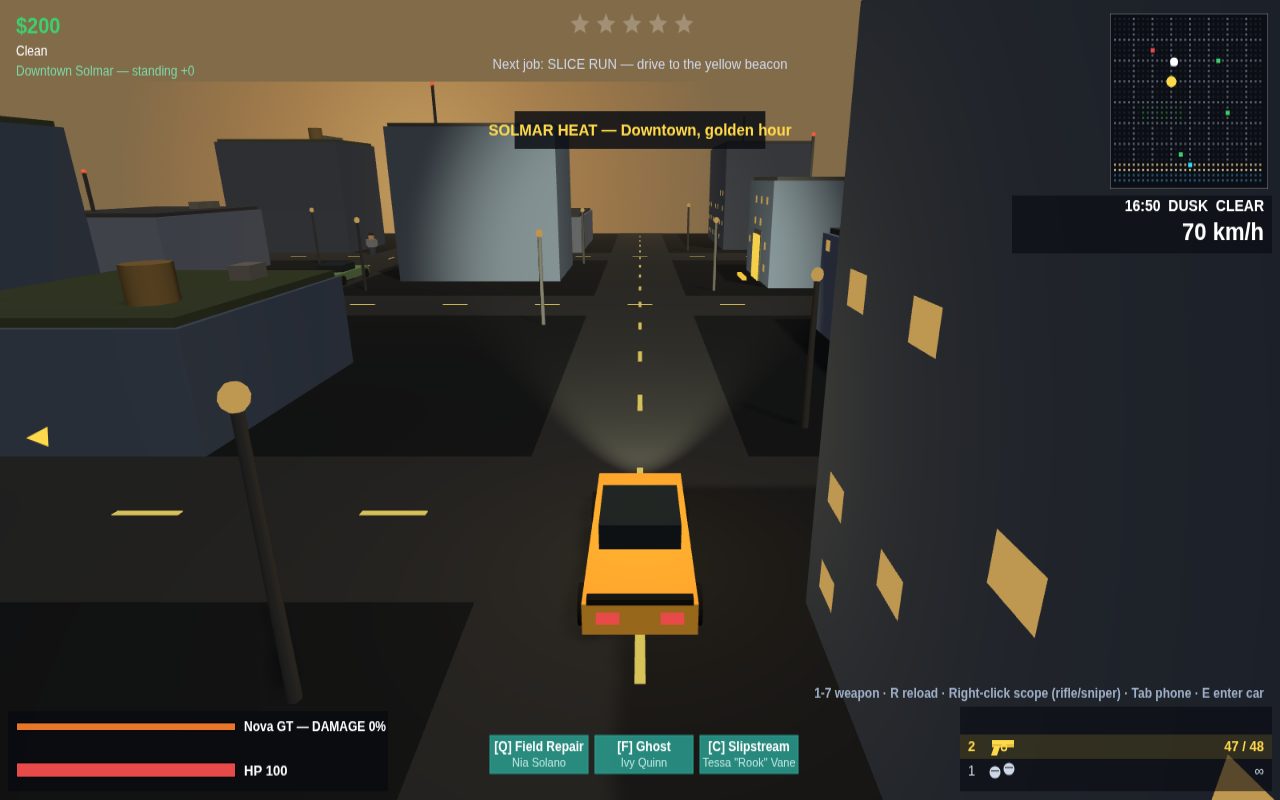 $200
Clean
Downtown Solmar — standing +0
Next job: SLICE RUN — drive to the yellow beacon
SOLMAR HEAT — Downtown, golden hour
16:50 DUSK CLEAR
70 km/h
1-7 weapon · R reload · Right-click scope (rifle/sniper) · Tab phone · E enter car
Nova GT — DAMAGE 0%
HP 100
[Q] Field Repair
Nia Solano
[F] Ghost
Ivy Quinn
[C] Slipstream
Tessa "Rook" Vane
2 47 / 48
1 ∞